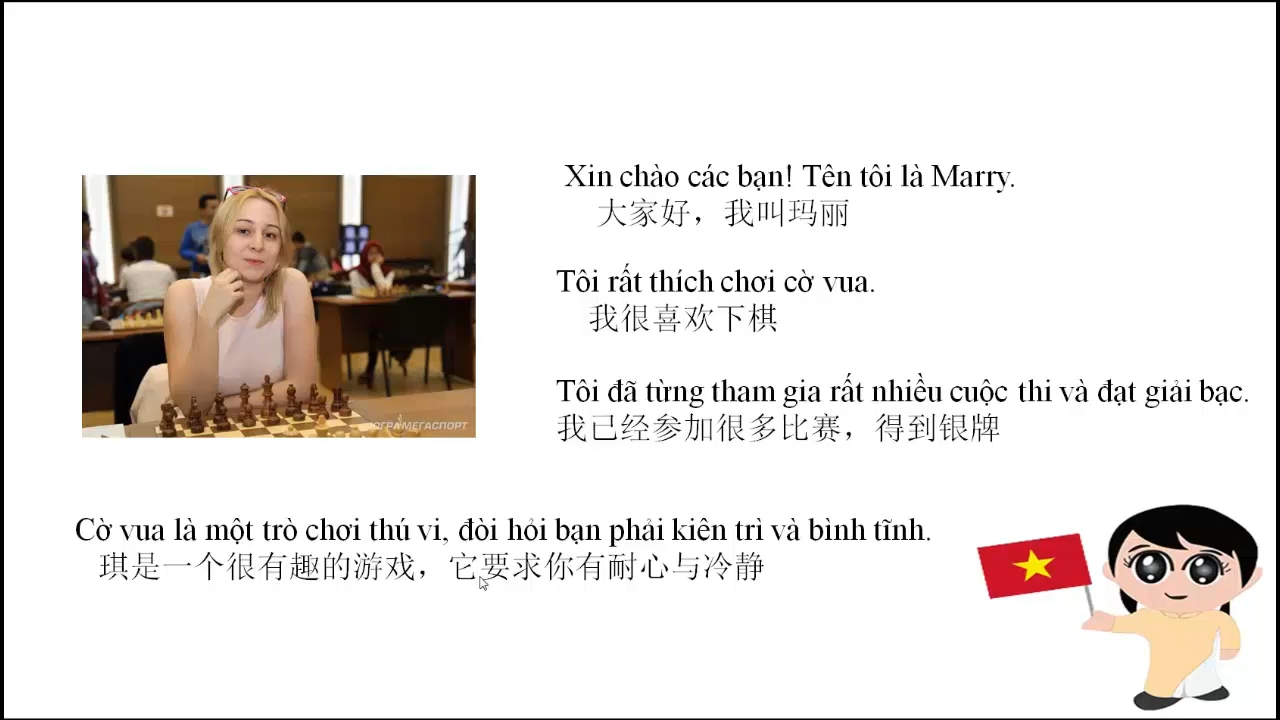 Xin chào các bạn! Tên tôi là Marry.
大家好，我叫玛丽
Tôi rất thích chơi cờ vua.
我很喜欢下棋
Tôi đã từng tham gia rất nhiều cuộc thi và đạt giải bạc.
我已经参加很多比赛，得到银牌
ЮГРАМЕГАСПОРТ
Cờ vua là một trò chơi thú vi, đòi hỏi bạn phải kiên trì và bình tĩnh.
琪是一个很有趣的游戏，它要求你有耐心与冷静